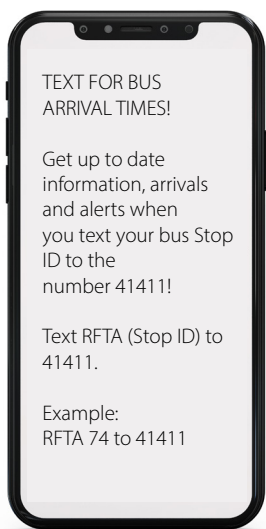 TEXT FOR BUS
ARRIVAL TIMES!
Get up to date
information, arrivals
and alerts when
you text your bus Stop
ID to the
number 41411!
Text RFTA (Stop ID) to
41411.
Example:
RFTA 74 to 41411